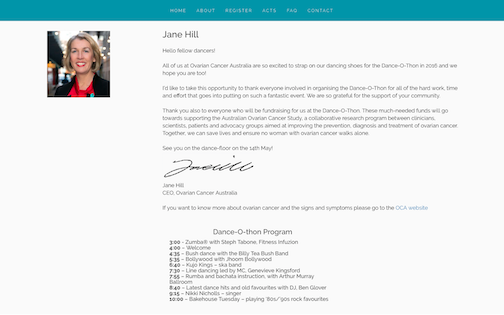 HOME ABOUT REGISTER ACTS FAQ CONTACT
Jane Hill
Hello fellow dancers!
All of us at Ovarian Cancer Australia are so excited to strap on our dancing shoes for the Dance-O-Thon in 2016 and we
hope you are too!
I'd like to take this opportunity to thank everyone involved in organising the Dance-O-Thon for all of the hard work, time
and effort that goes into putting on such a fantastic event. We are so grateful for the support of your community.
Thank you also to everyone who will be fundraising for us at the Dance-O-Thon. These much-needed funds will go
towards supporting the Australian Ovarian Cancer Study, a collaborative research program between clinicians,
scientists, patients and advocacy groups aimed at improving the prevention, diagnosis and treatment of ovarian cancer.
Together, we can save lives and ensure no woman with ovarian cancer walks alone.
See you on the dance-floor on the 14th May!
Jane Hill
CEO, Ovarian Cancer Australia
If you want to know more about ovarian cancer and the signs and symptoms please go to the OCA website.
Dance-O-thon Program
3:00 - Zumba® with Steph Tabone, Fitness Infuzion
4:00 – Welcome
4:35 – Bush dance with the Billy Tea Bush Band
5:35 – Bollywood with Jhoom Bollywood
6:40 – Kujo Kings – ska band
7:30 – Line dancing led by MC, Genevieve Kingsford
7:55 – Rumba and bachata instruction, with Arthur Murray
Ballroom
8:40 – Latest dance hits and old favourites with DJ, Ben Glover
9:15 – Nikki Nicholls – singer
10:00 – Bakehouse Tuesday – playing '80s/'90s rock favourites